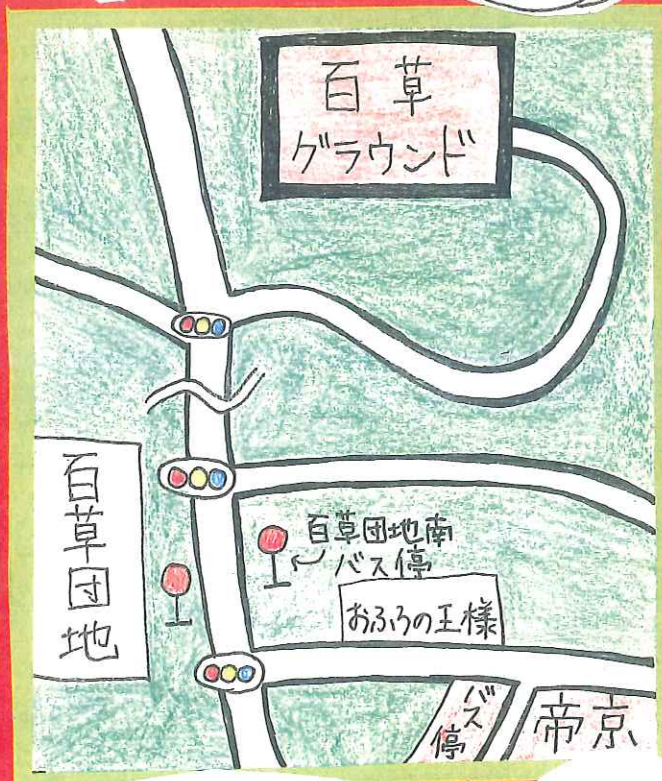 百草
グラウンド
百草団地
百草団地南
バス停
おふろの王様
バス停
帝京